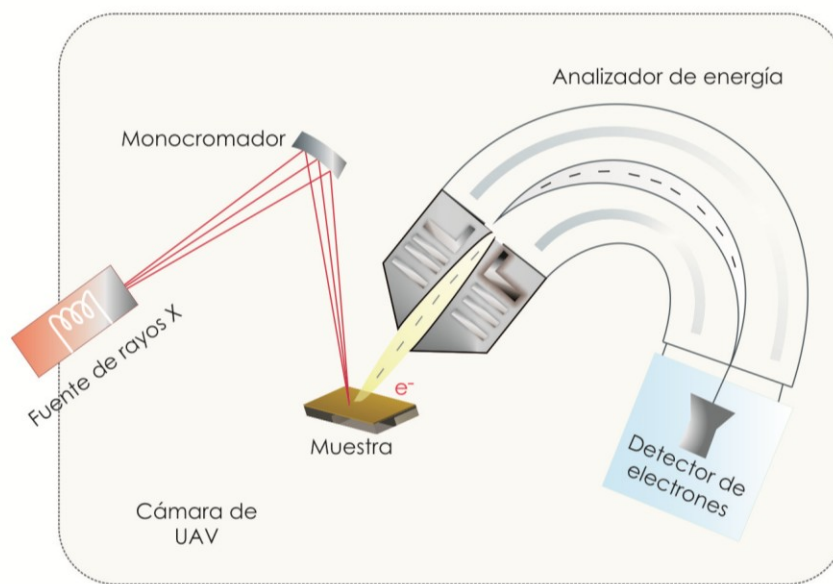 Analizador de energía
Monocromador
Fuente de rayos X
e-
Muestra
Detector de
electrones
Cámara de
UAV